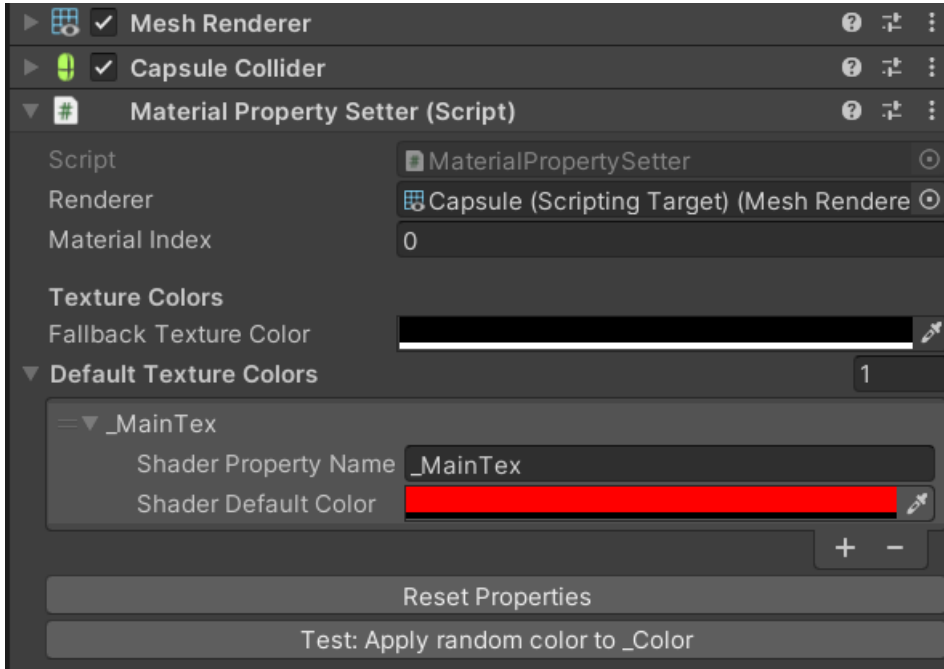 Mesh Renderer
Capsule Collider
Material Property Setter (Script)
Script MaterialPropertySetter
Renderer Capsule (Scripting Target) (Mesh Rendere
Material Index 0
Texture Colors
Fallback Texture Color
Default Texture Colors 1
_MainTex
Shader Property Name _MainTex
Shader Default Color
+ −
Reset Properties
Test: Apply random color to _Color